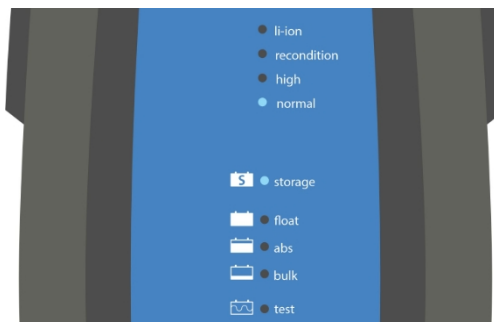 li-ion
recondition
high
normal
S storage
float
abs
bulk
test